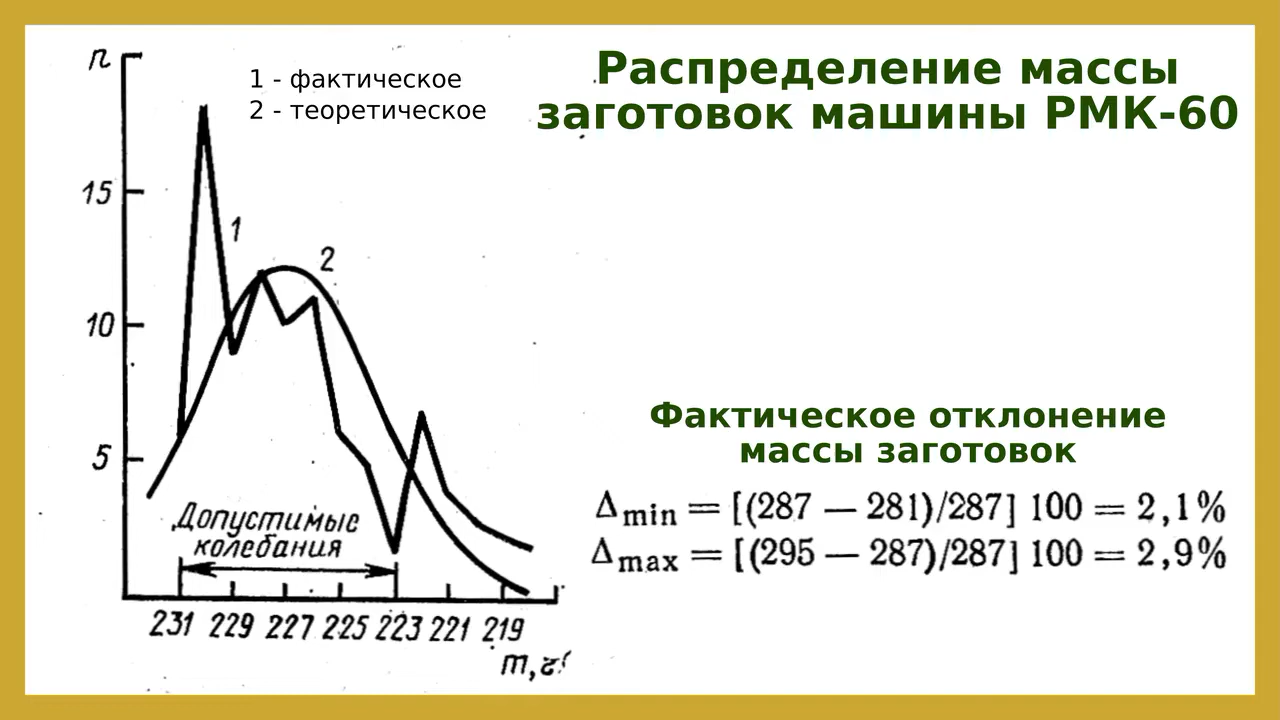 Распределение массы
заготовок машины РМК-60
1 - фактическое
2 - теоретическое
n
15
10
5
1
2
Допустимые
колебания
231 229 227 225 223 221 219
m, г
Фактическое отклонение
массы заготовок
Δmin = [(287 — 281)/287] 100 = 2,1%
Δmax = [(295 — 287)/287] 100 = 2,9%